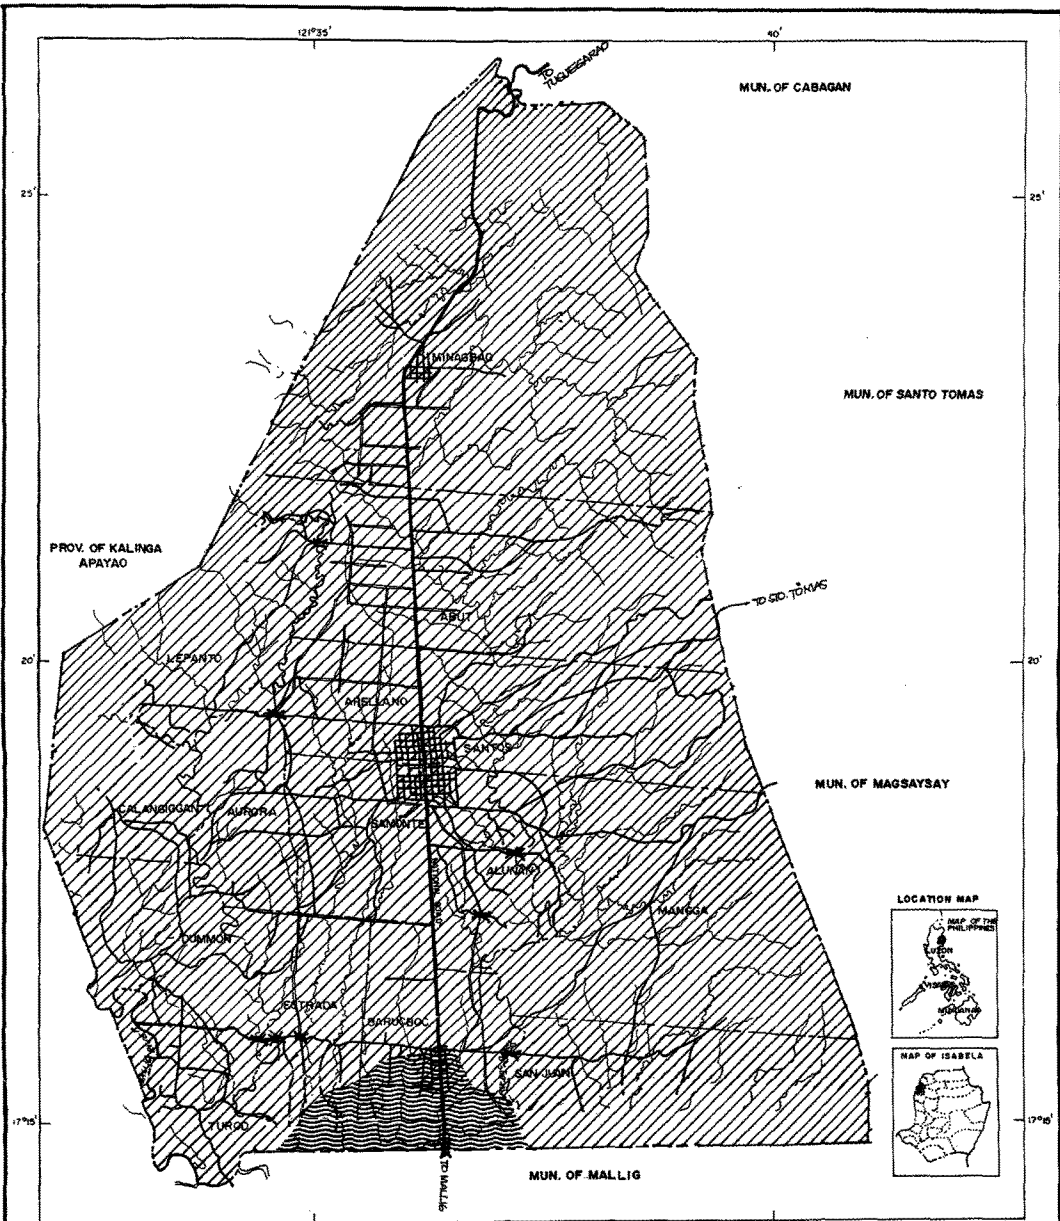 121°35'
40'
TO
TUGUEGARAO
MUN. OF CABAGAN
25'
25'
MINAGBAG
MUN. OF SANTO TOMAS
PROV. OF KALINGA
APAYAO
TO STO. TOMAS
ABUT
20'
LEPANTO
20'
ARELLANO
SANTOS
MUN. OF MAGSAYSAY
CALANGIGGAN
AURORA
SAMONTE
ALUNAN
MANGGA
LOCATION MAP
MAP OF THE
PHILIPPINES
LUZON
VISAYAS
MINDANAO
DUMMON
ESTRADA
BARUCBOC
MAP OF ISABELA
SAN JUAN
17°15'
TUROD
17°15'
TO MALLIG
MUN. OF MALLIG